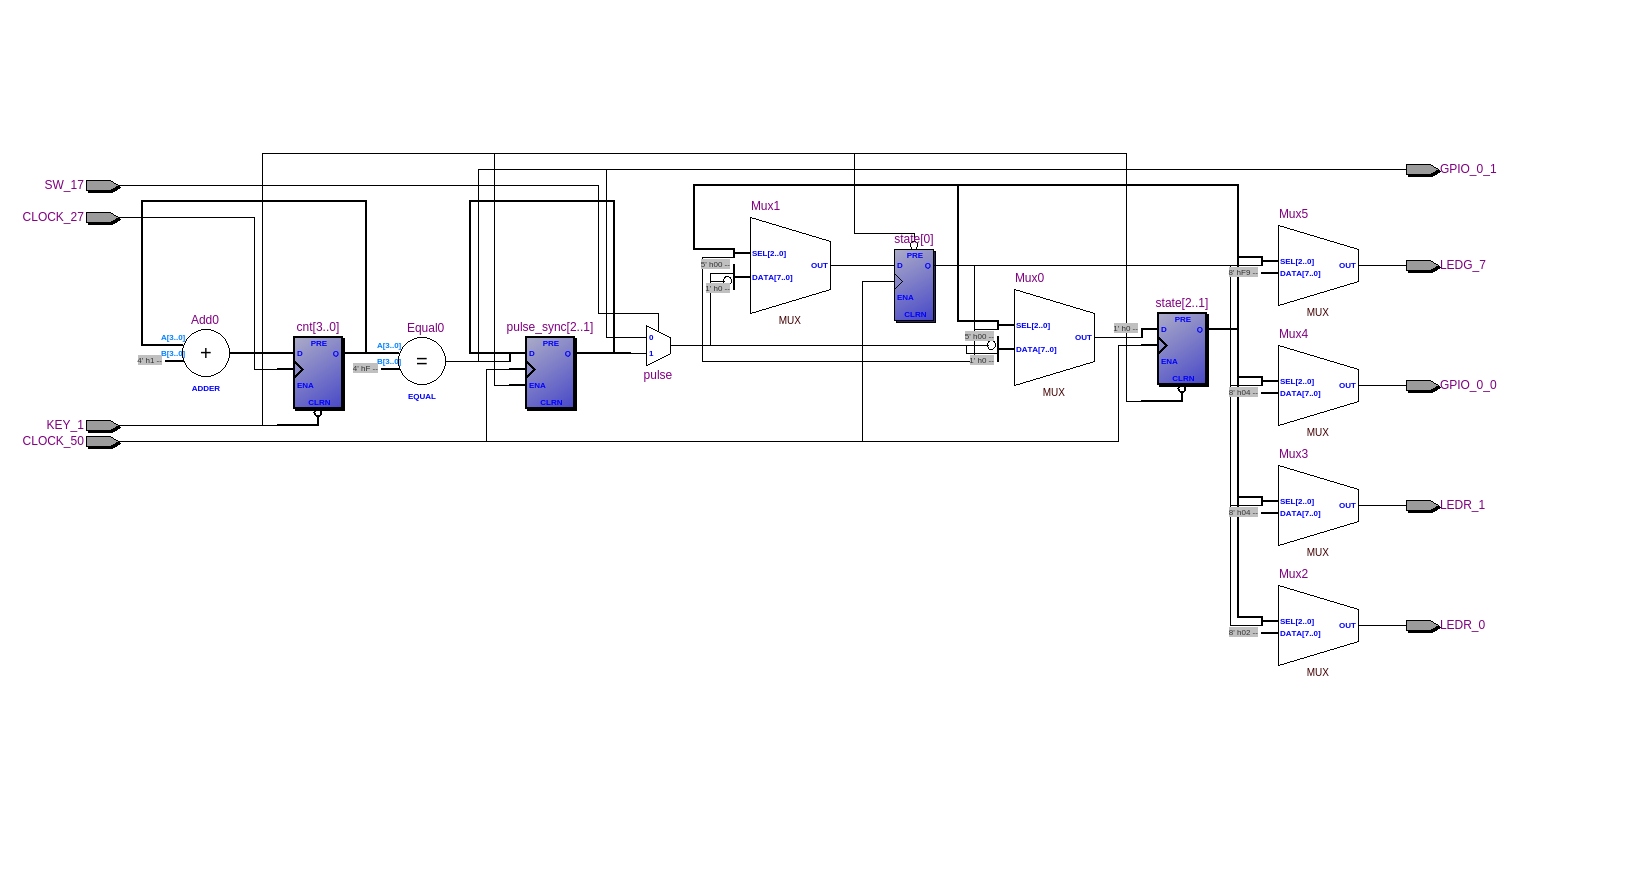 SW_17
CLOCK_27
KEY_1
CLOCK_50
Add0
A[3..0]
B[3..0]
4' h1 --
+
ADDER
cnt[3..0]
PRE
D
Q
ENA
CLRN
Equal0
A[3..0]
B[3..0]
4' hF --
=
EQUAL
pulse_sync[2..1]
PRE
D
Q
ENA
CLRN
0
1
pulse
Mux1
SEL[2..0]
5' h00 --
DATA[7..0]
1' h0 --
OUT
MUX
state[0]
PRE
D
Q
ENA
CLRN
Mux0
SEL[2..0]
5' h00 --
DATA[7..0]
1' h0 --
OUT
MUX
state[2..1]
1' h0 --
PRE
D
Q
ENA
CLRN
GPIO_0_1
Mux5
SEL[2..0]
8' hF9 --
DATA[7..0]
OUT
MUX
LEDG_7
Mux4
SEL[2..0]
8' h04 --
DATA[7..0]
OUT
MUX
GPIO_0_0
Mux3
SEL[2..0]
8' h04 --
DATA[7..0]
OUT
MUX
LEDR_1
Mux2
SEL[2..0]
8' h02 --
DATA[7..0]
OUT
MUX
LEDR_0